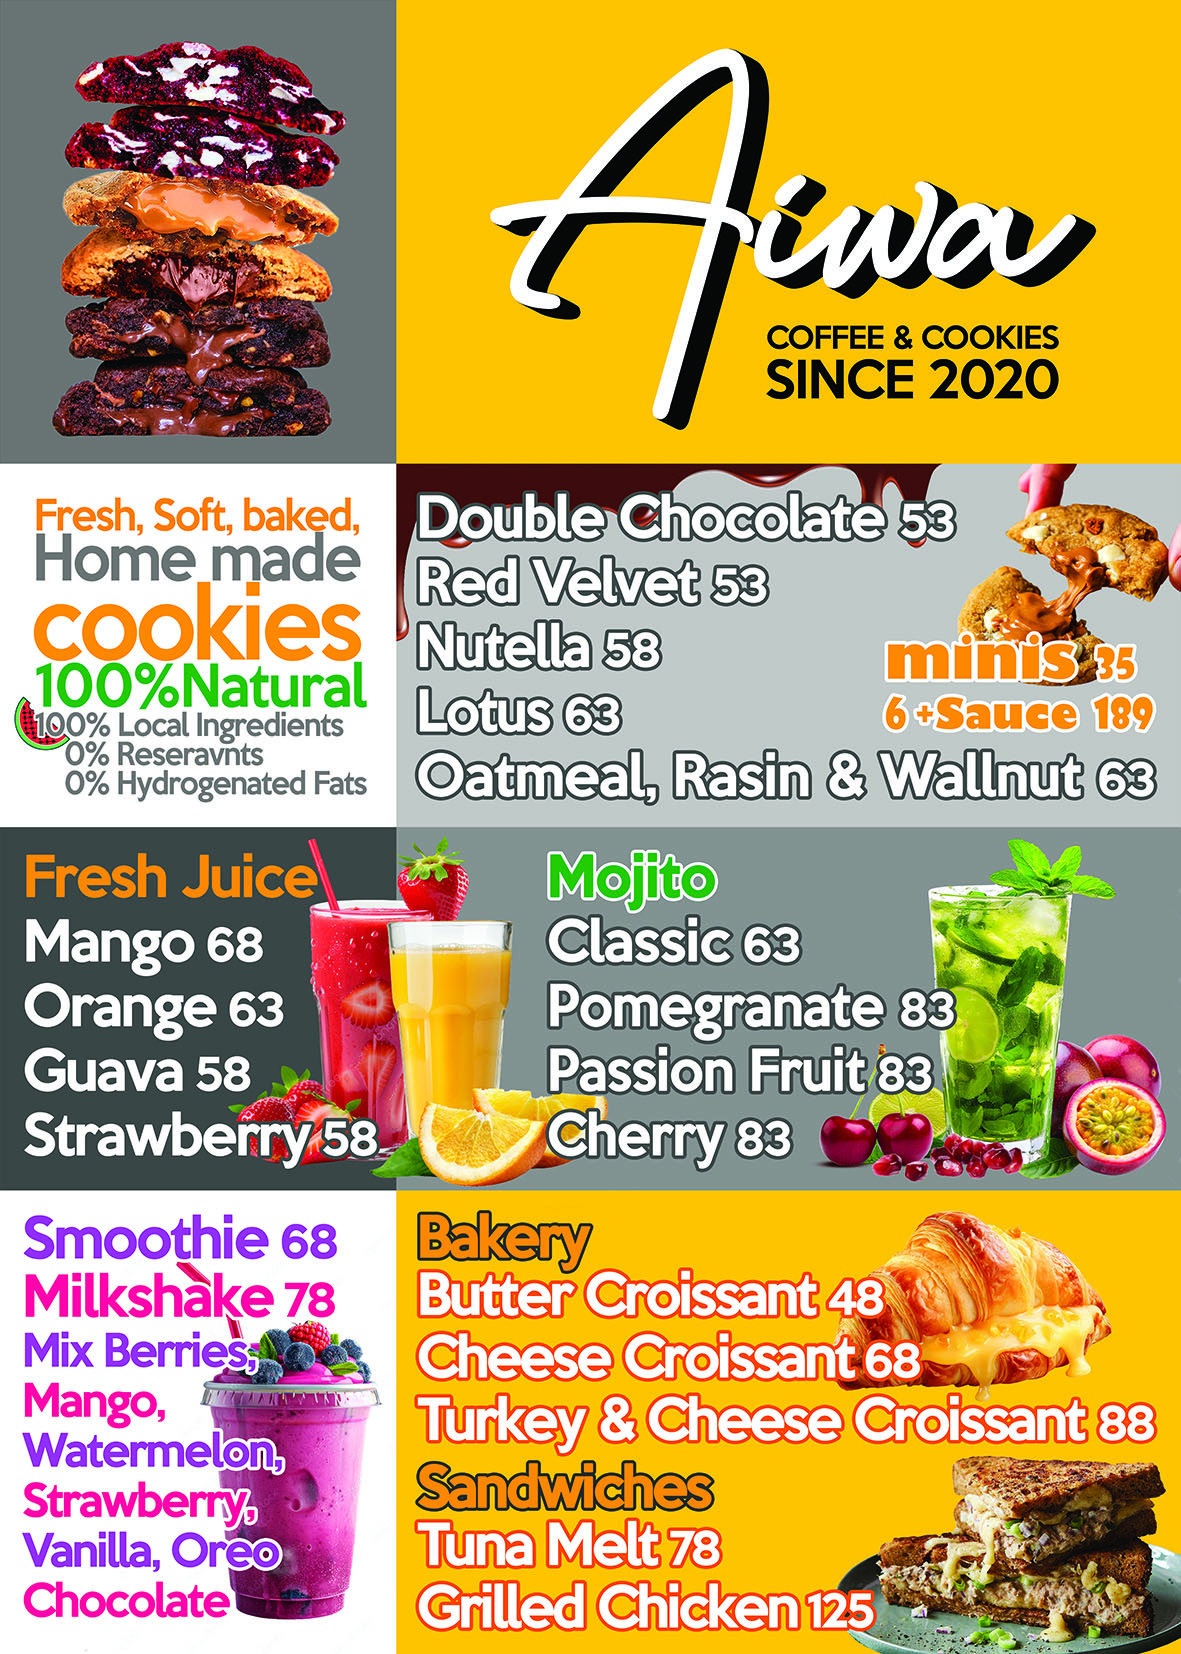 Aiwa
COFFEE & COOKIES
SINCE 2020
Fresh, Soft, baked,
Home made
cookies
100%Natural
100% Local Ingredients
0% Reseravnts
0% Hydrogenated Fats
Double Chocolate 53
Red Velvet 53
Nutella 58
Lotus 63
Oatmeal, Rasin & Wallnut 63
minis 35
6 +Sauce 189
Fresh Juice
Mango 68
Orange 63
Guava 58
Strawberry 58
Mojito
Classic 63
Pomegranate 83
Passion Fruit 83
Cherry 83
Smoothie 68
Milkshake 78
Mix Berries,
Mango,
Watermelon,
Strawberry,
Vanilla, Oreo
Chocolate
Bakery
Butter Croissant 48
Cheese Croissant 68
Turkey & Cheese Croissant 88
Sandwiches
Tuna Melt 78
Grilled Chicken 125